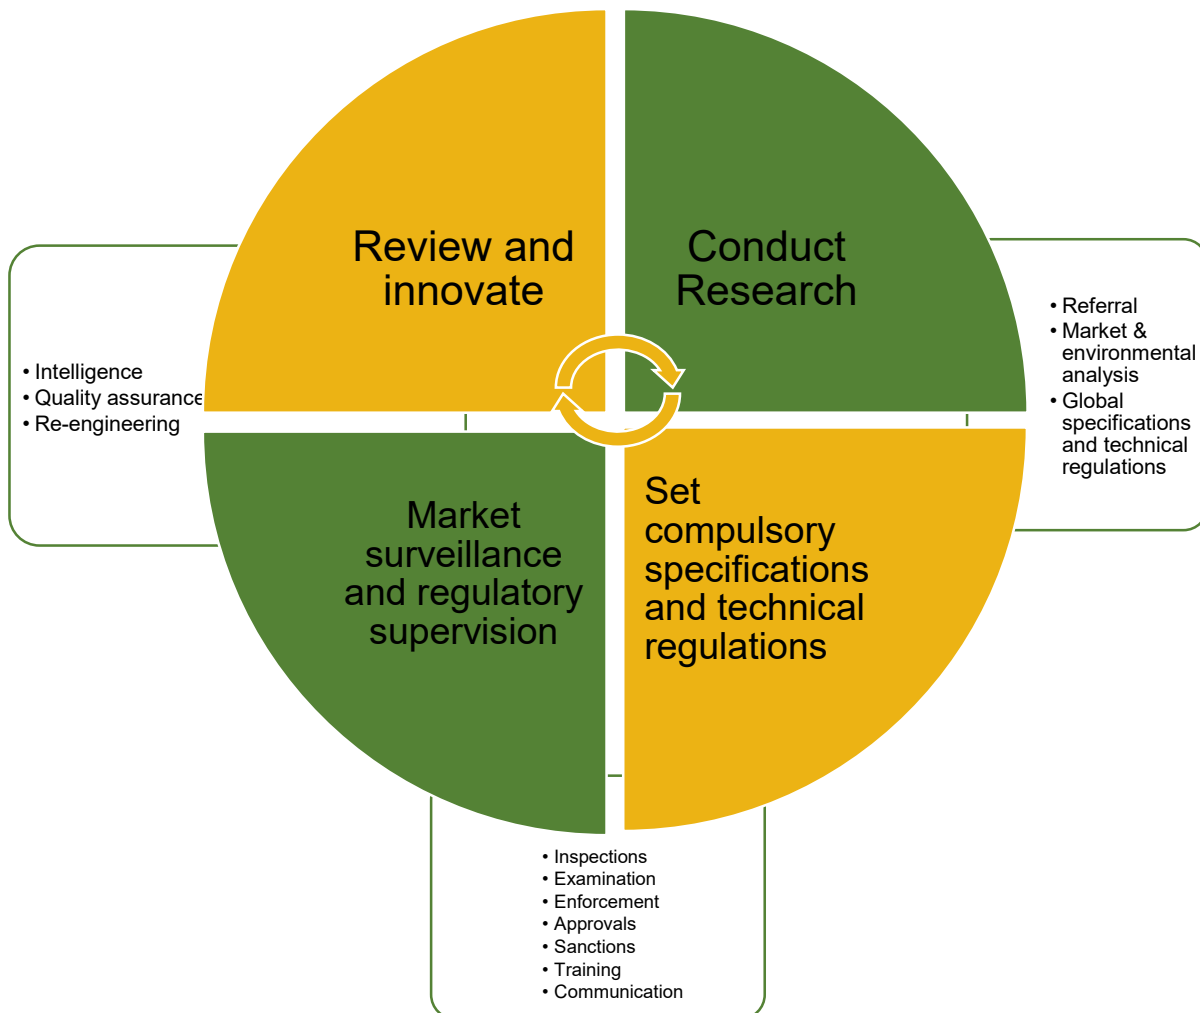 Review and
innovate
Conduct
Research
• Referral
• Market &
environmental
analysis
• Global
specifications
and technical
regulations
• Intelligence
• Quality assurance
• Re-engineering
Market
surveillance
and regulatory
supervision
Set
compulsory
specifications
and technical
regulations
• Inspections
• Examination
• Enforcement
• Approvals
• Sanctions
• Training
• Communication